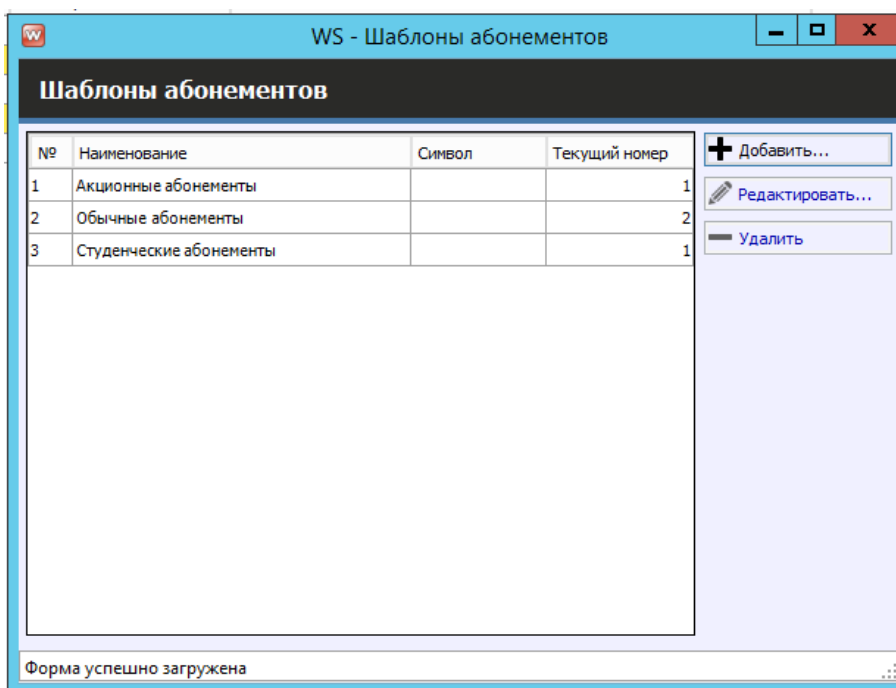 WS - Шаблоны абонементов
Шаблоны абонементов
№ Наименование Символ Текущий номер
1 Акционные абонементы 1
2 Обычные абонементы 2
3 Студенческие абонементы 1
Добавить...
Редактировать...
Удалить
Форма успешно загружена